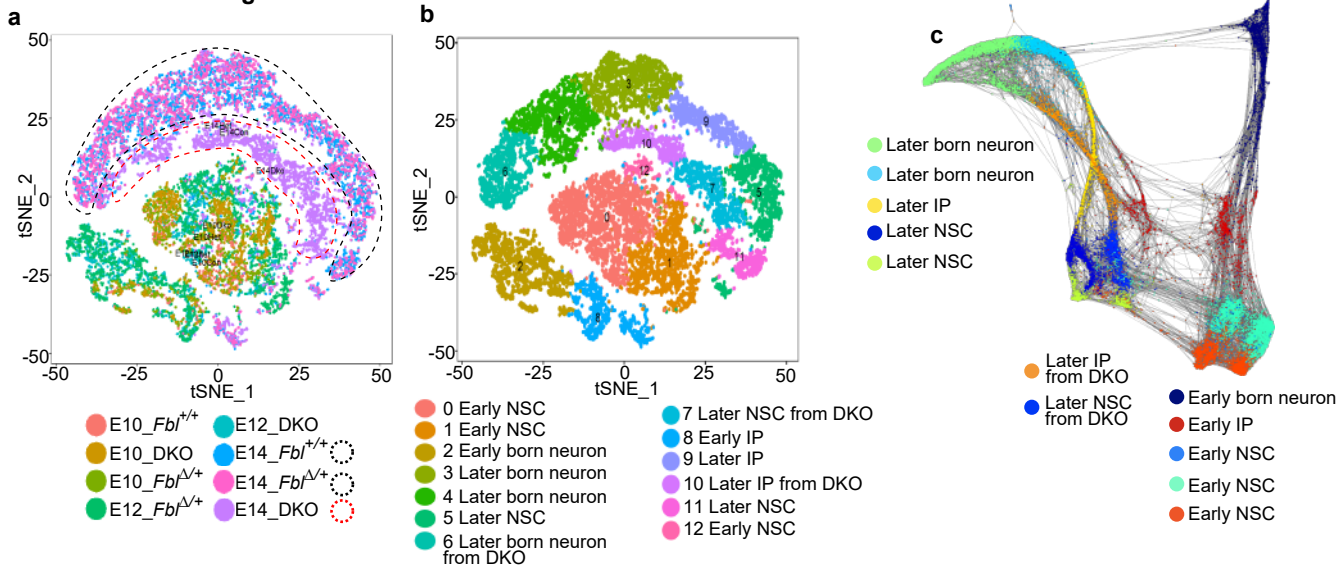 a
50
25
0
-25
-50
tSNE_2
-50
-25
0
25
50
tSNE_1
E14Con
E14Dko
E10_Fbl+/+
E10_DKO
E10_FblΔ/+
E12_FblΔ/+
E12_DKO
E14_Fbl+/+
E14_FblΔ/+
E14_DKO
b
50
25
0
-25
-50
tSNE_2
3
4
9
10
12
6
7
5
0
1
11
2
8
-50
-25
0
25
50
tSNE_1
0 Early NSC
1 Early NSC
2 Early born neuron
3 Later born neuron
4 Later born neuron
5 Later NSC
6 Later born neuron
from DKO
7 Later NSC from DKO
8 Early IP
9 Later IP
10 Later IP from DKO
11 Later NSC
12 Early NSC
c
Later born neuron
Later born neuron
Later IP
Later NSC
Later NSC
Later IP
from DKO
Later NSC
from DKO
Early born neuron
Early IP
Early NSC
Early NSC
Early NSC